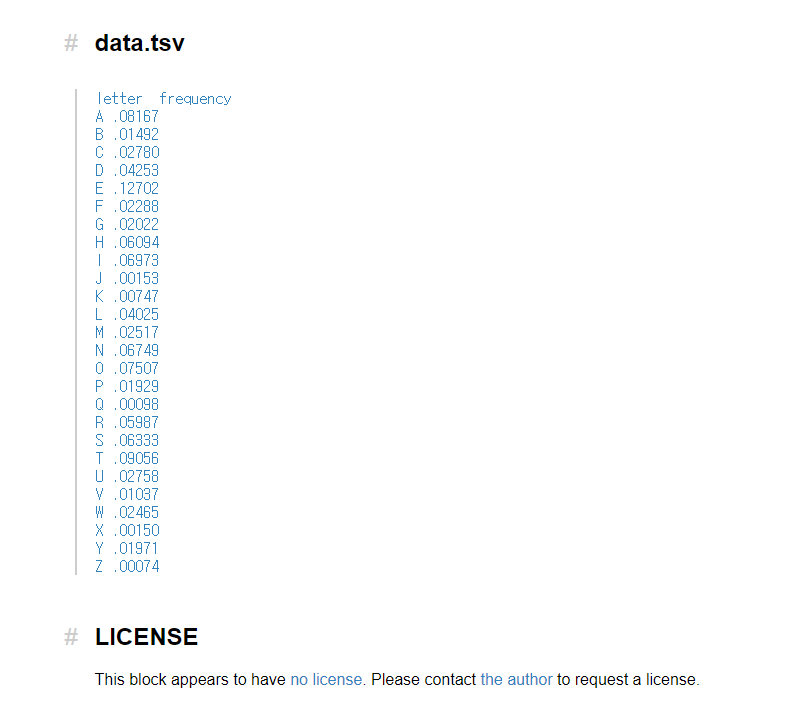 # data.tsv
letter frequency
A .08167
B .01492
C .02780
D .04253
E .12702
F .02288
G .02022
H .06094
I .06973
J .00153
K .00747
L .04025
M .02517
N .06749
O .07507
P .01929
Q .00098
R .05987
S .06333
T .09056
U .02758
V .01037
W .02465
X .00150
Y .01971
Z .00074
# LICENSE
This block appears to have no license. Please contact the author to request a license.